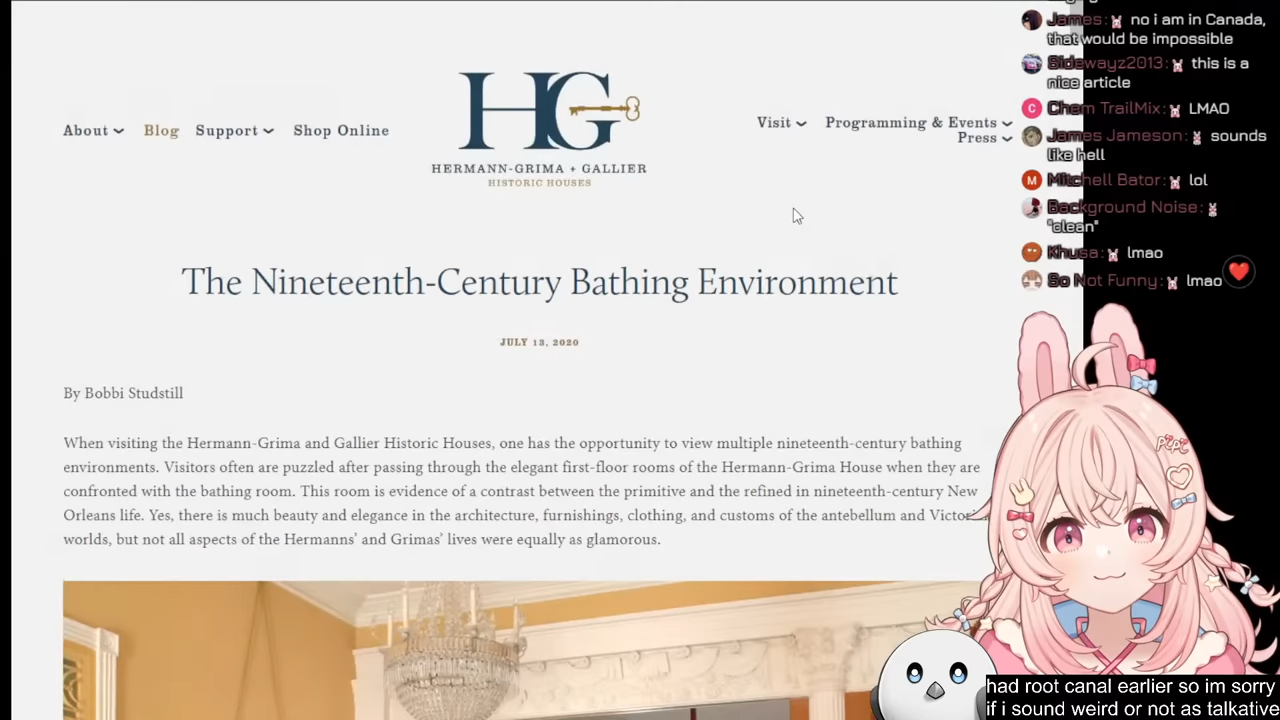 About
Blog
Support
Shop Online
HG
HERMANN-GRIMA + GALLIER
HISTORIC HOUSES
Visit
Programming & Events
Press
The Nineteenth-Century Bathing Environment
JULY 13, 2020
By Bobbi Studstill
When visiting the Hermann-Grima and Gallier Historic Houses, one has the opportunity to view multiple nineteenth-century bathing
environments. Visitors often are puzzled after passing through the elegant first-floor rooms of the Hermann-Grima House when they are
confronted with the bathing room. This room is evidence of a contrast between the primitive and the refined in nineteenth-century New
Orleans life. Yes, there is much beauty and elegance in the architecture, furnishings, clothing, and customs of the antebellum and
worlds, but not all aspects of the Hermanns' and Grimas' lives were equally as glamorous.
James: no i am in Canada,
that would be impossible
Sidewayz2013: this is a
nice article
C
Chem TrailMix: LMAO
James Jameson: sounds
like hell
M
Mitchell Bator: lol
Background Noise:
"clean"
Khusa: lmao
So Not Funny: lmao
PiPi
had root canal earlier so im sorry
if i sound weird or not as talkative